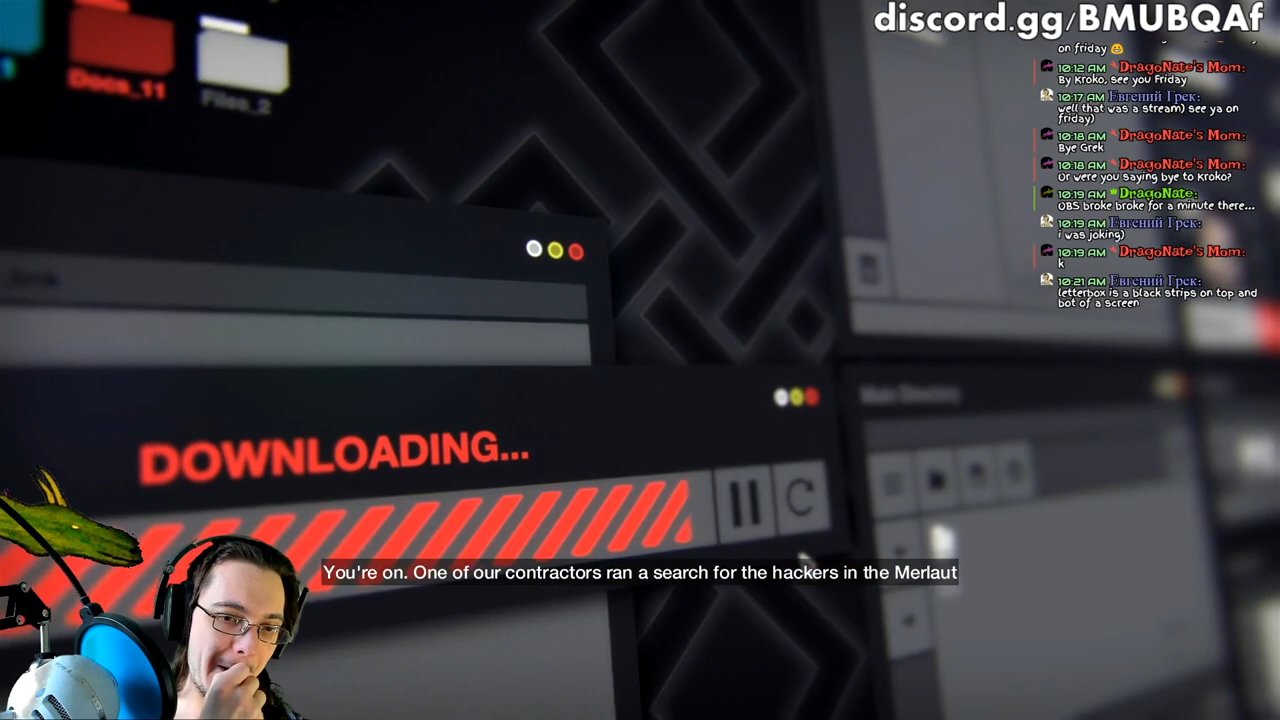 discord.gg/BMUBQAf
on friday
10:12 AM DragoNate's Mom:
By Kroko, see you Friday
10:17 AM Евгений Грек:
well that was a stream) see ya on
friday)
10:18 AM DragoNate's Mom:
Bye Grek
10:18 AM DragoNate's Mom:
Or were you saying bye to Kroko?
10:19 AM DragoNate:
OBS broke broke for a minute there...
10:19 AM Евгений Грек:
i was joking)
10:19 AM DragoNate's Mom:
k
10:21 AM Евгений Грек:
letterbox is a black strips on top and
bot of a screen
Docs_11
Files_2
Main Directory
DOWNLOADING...
You're on. One of our contractors ran a search for the hackers in the Merlaut